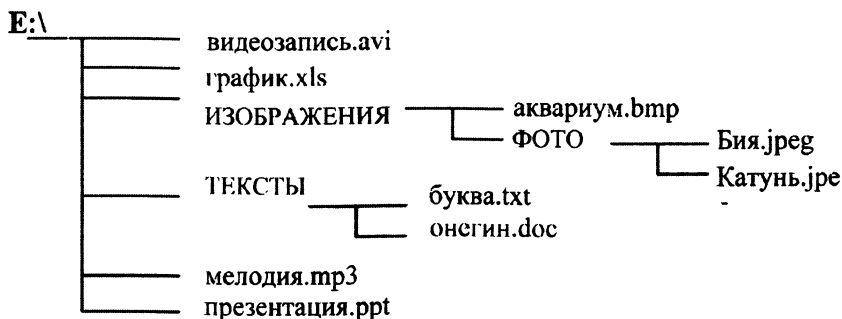 E:\
видеозапись.avi
график.xls
ИЗОБРАЖЕНИЯ
аквариум.bmp
ФОТО
Бия.jpeg
Катунь.jpe
ТЕКСТЫ
буква.txt
онегин.doc
мелодия.mp3
презентация.ppt